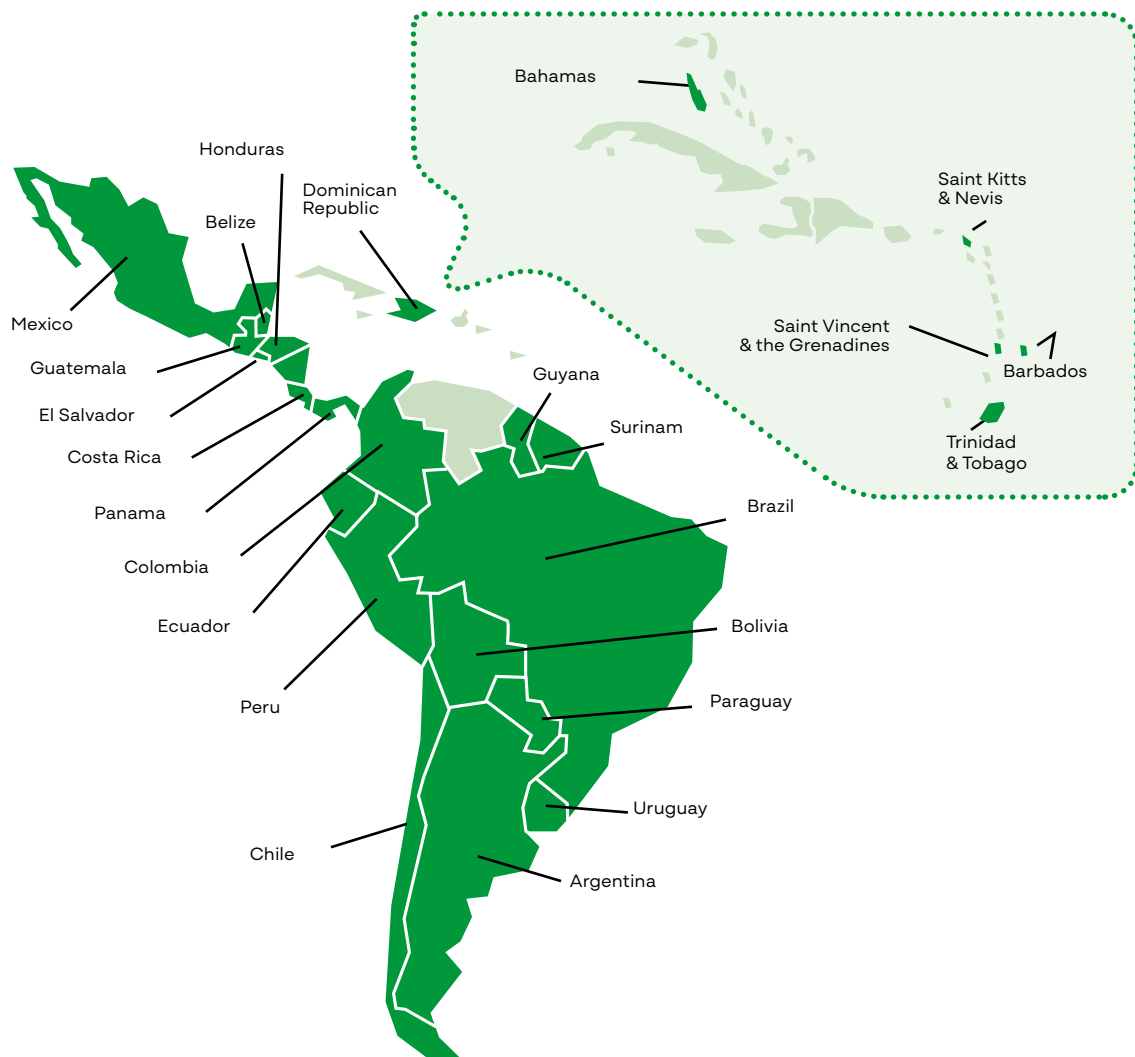 Bahamas
Honduras
Saint Kitts
& Nevis
Dominican
Republic
Belize
Mexico
Saint Vincent
& the Grenadines
Guatemala
Barbados
Guyana
El Salvador
Surinam
Costa Rica
Trinidad
& Tobago
Panama
Brazil
Colombia
Ecuador
Bolivia
Peru
Paraguay
Uruguay
Chile
Argentina